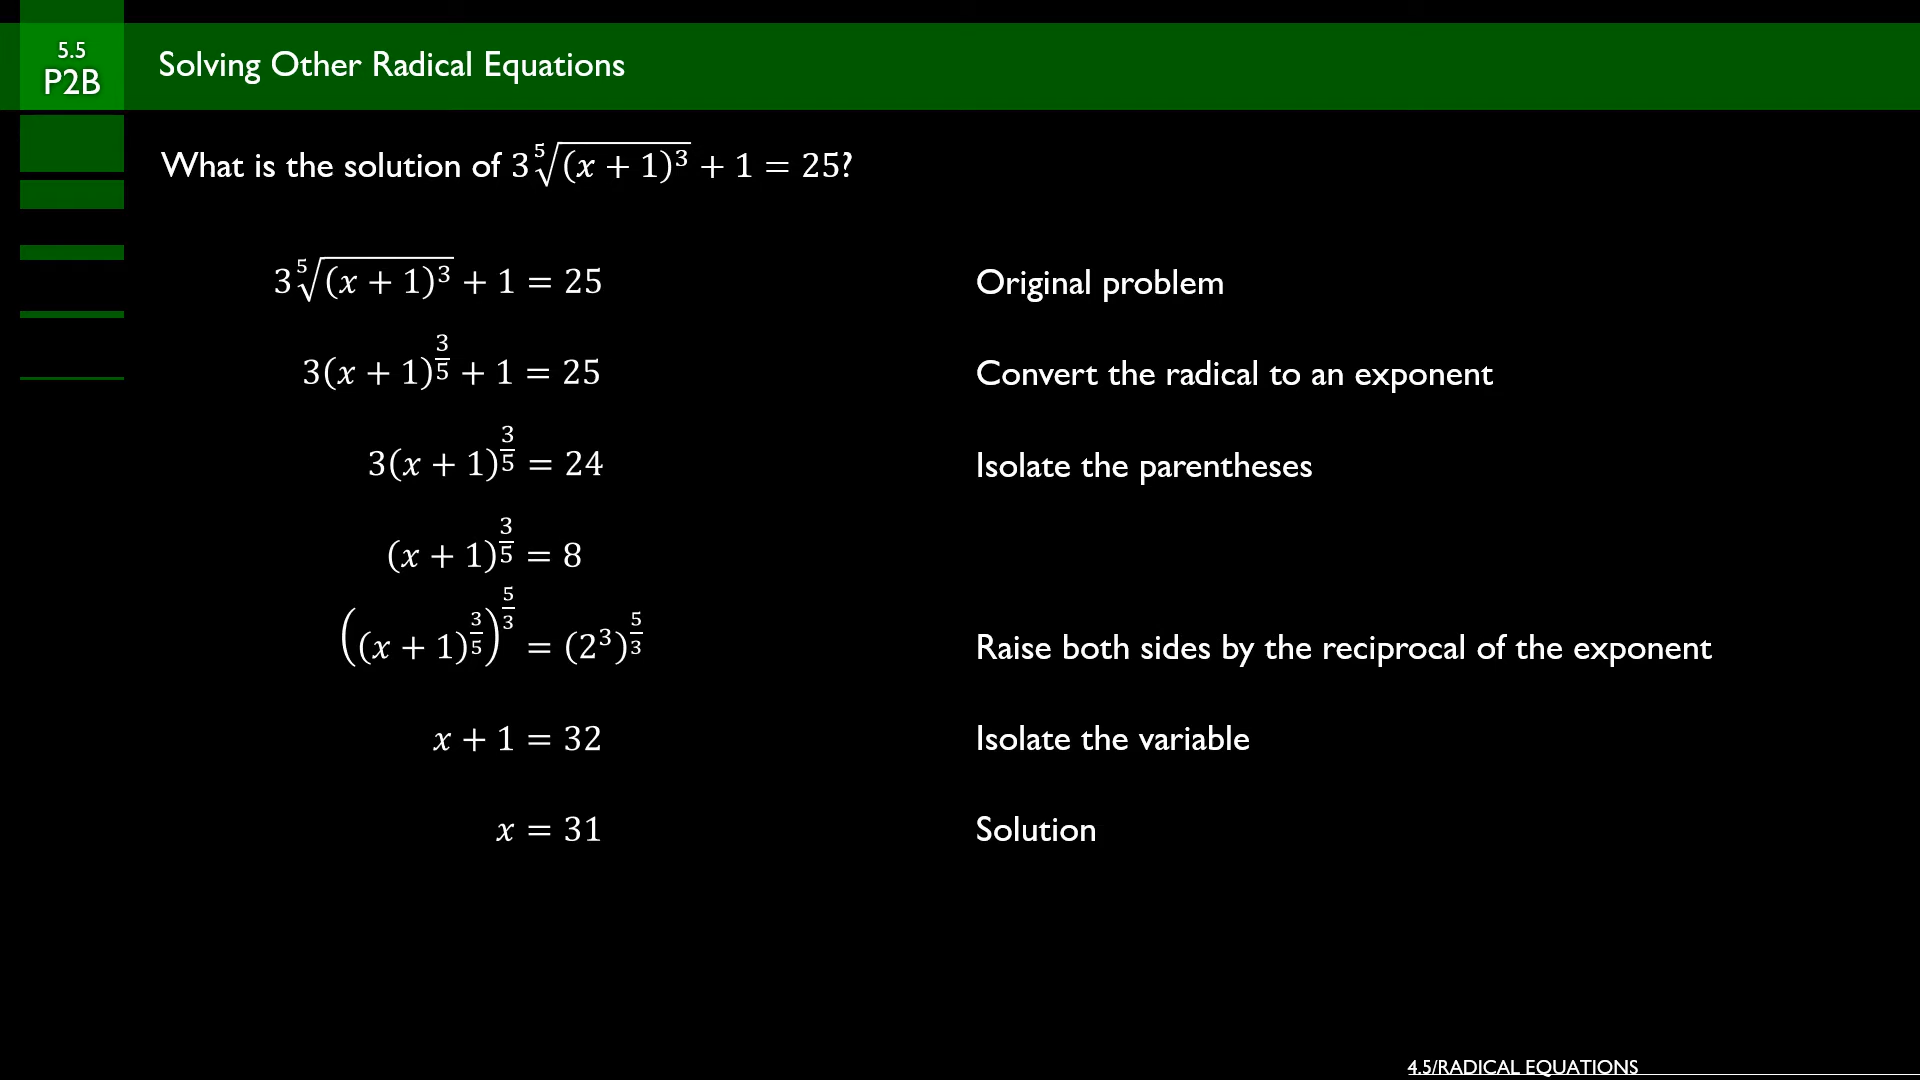 5.5
P2B
Solving Other Radical Equations
What is the solution of 3⁵√(x + 1)³ + 1 = 25?
3⁵√(x + 1)³ + 1 = 25 Original problem
3(x + 1)^(3/5) + 1 = 25 Convert the radical to an exponent
3(x + 1)^(3/5) = 24 Isolate the parentheses
(x + 1)^(3/5) = 8
((x + 1)^(3/5))^(5/3) = (2³)^(5/3) Raise both sides by the reciprocal of the exponent
x + 1 = 32 Isolate the variable
x = 31 Solution
4.5/RADICAL EQUATIONS